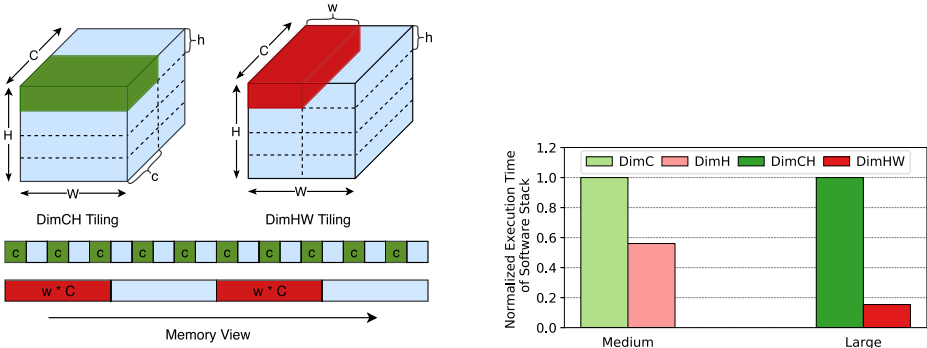 w
C
h
H
c
W
DimCH Tiling
C
h
H
W
DimHW Tiling
c c c c c c c c c c
w * C w * C
Memory View
Normalized Execution Time
of Software Stack
1.2
1.0
0.8
0.6
0.4
0.2
0.0
DimC DimH DimCH DimHW
Medium Large